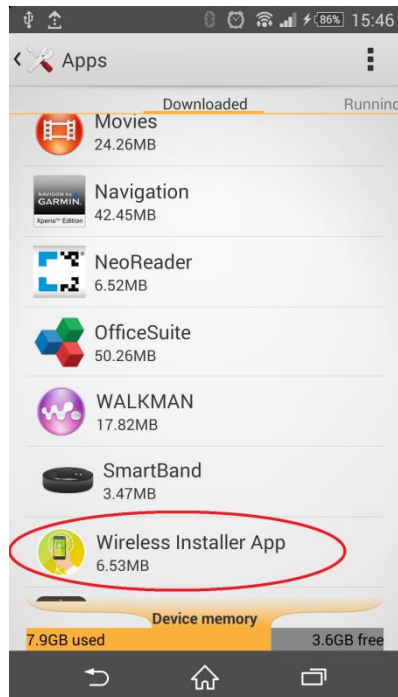 86% 15:46
Apps
Downloaded
Running
Movies
24.26MB
NAVIGON by
GARMIN.
Xperia™ Edition
Navigation
42.45MB
NeoReader
6.52MB
OfficeSuite
50.26MB
WALKMAN
17.82MB
SmartBand
3.47MB
Wireless Installer App
6.53MB
Device memory
7.9GB used
3.6GB free